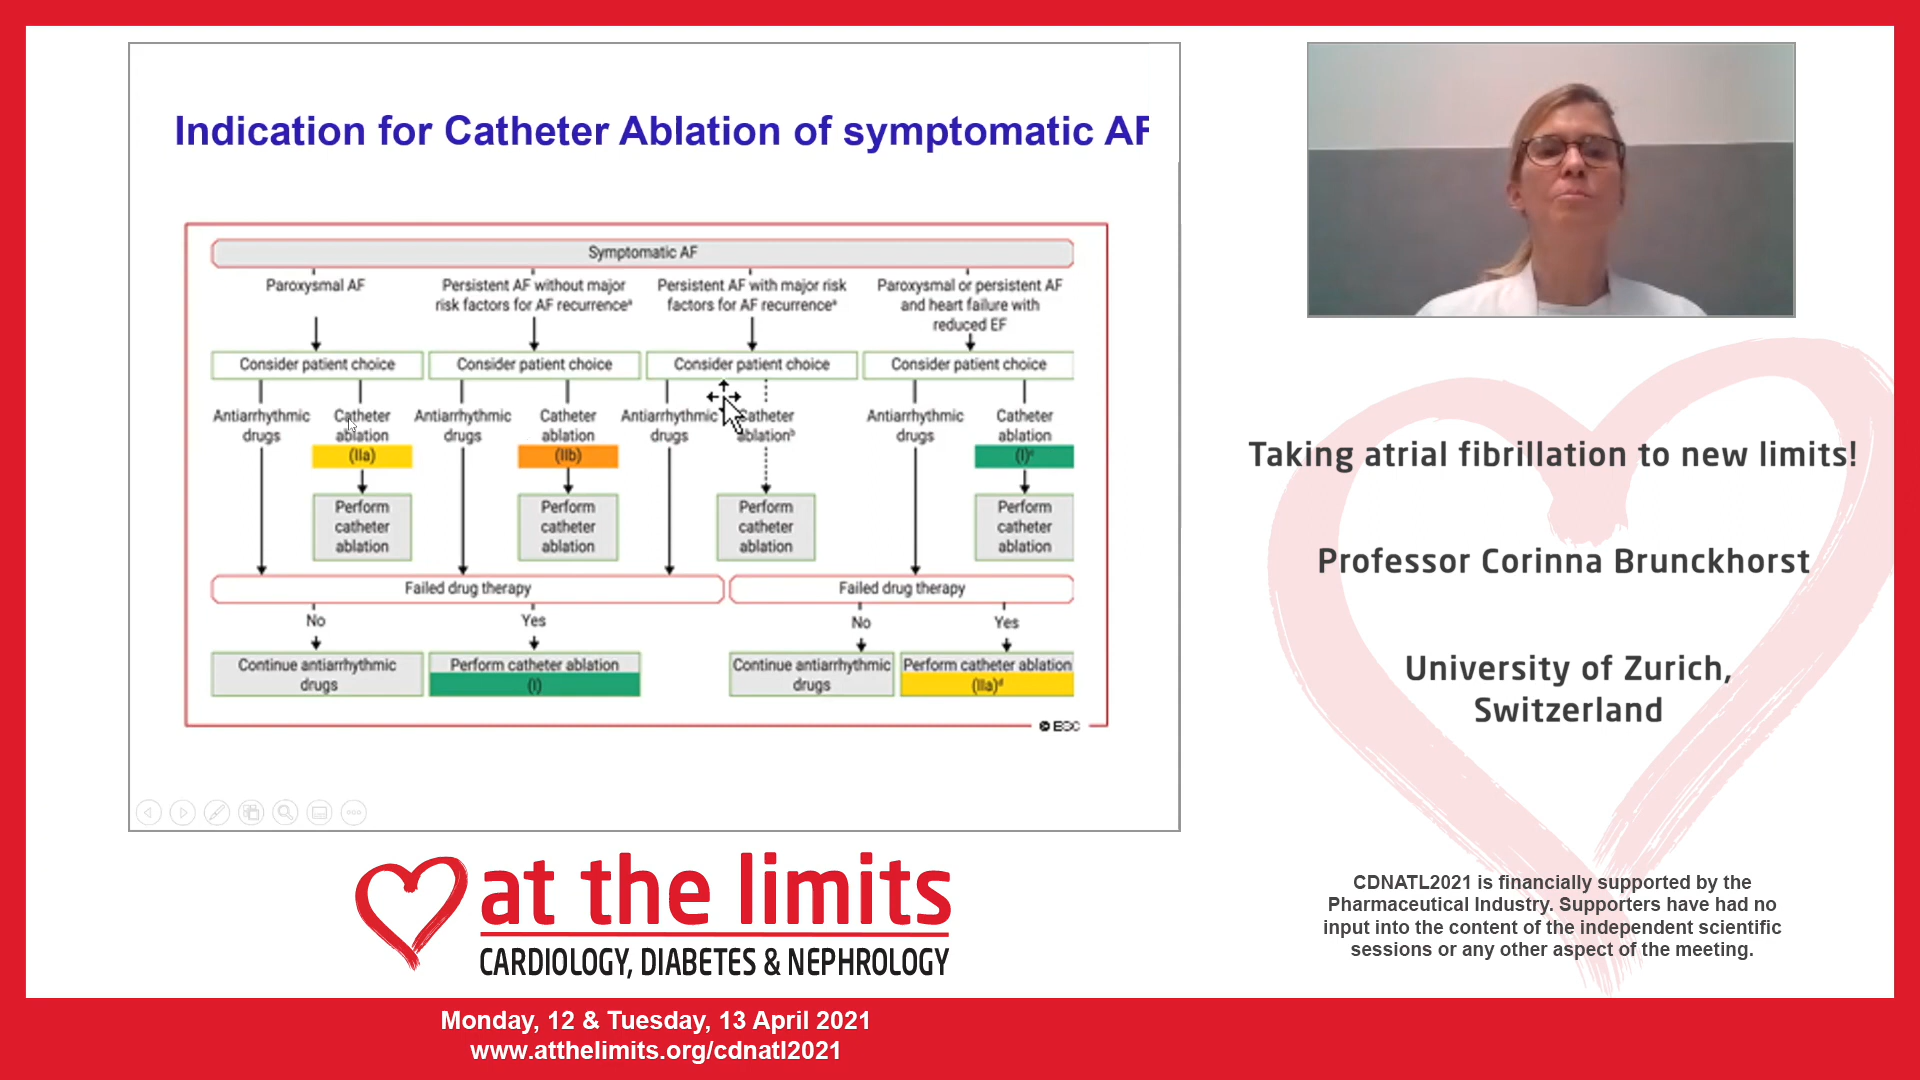 Indication for Catheter Ablation of symptomatic AF
Symptomatic AF
Paroxysmal AF
Persistent AF without major
risk factors for AF recurrenceᵃ
Persistent AF with major risk
factors for AF recurrenceᵃ
Paroxysmal or persistent AF
and heart failure with
reduced EF
Consider patient choice
Consider patient choice
Consider patient choice
Consider patient choice
Antiarrhythmic
drugs
Catheter
ablation
(IIa)
Antiarrhythmic
drugs
Catheter
ablation
(IIb)
Antiarrhythmic
drugs
Catheter
ablationᵇ
Antiarrhythmic
drugs
Catheter
ablation
(I)ᶜ
Perform
catheter
ablation
Perform
catheter
ablation
Perform
catheter
ablation
Perform
catheter
ablation
Failed drug therapy
Failed drug therapy
No
Yes
No
Yes
Continue antiarrhythmic
drugs
Perform catheter ablation
(I)
Continue antiarrhythmic
drugs
Perform catheter ablation
(IIa)ᵈ
ESC
Taking atrial fibrillation to new limits!
Professor Corinna Brunckhorst
University of Zurich,
Switzerland
at the limits
CARDIOLOGY, DIABETES & NEPHROLOGY
CDNATL2021 is financially supported by the
Pharmaceutical Industry. Supporters have had no
input into the content of the independent scientific
sessions or any other aspect of the meeting.
Monday, 12 & Tuesday, 13 April 2021
www.atthelimits.org/cdnatl2021